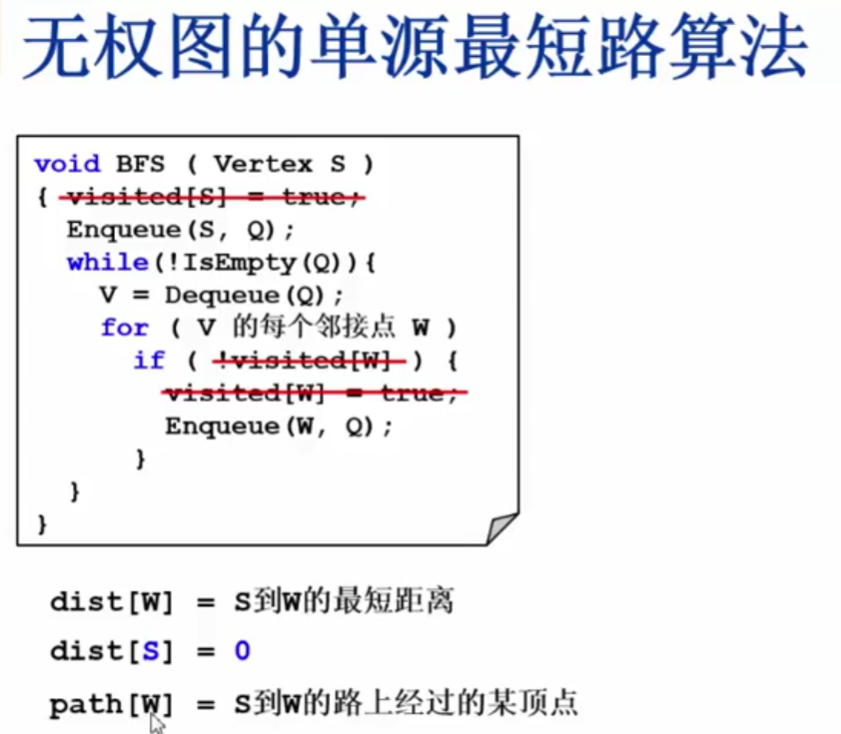 无权图的单源最短路算法
void BFS ( Vertex S )
{ visited[S] = true;
Enqueue(S, Q);
while(!IsEmpty(Q)){
V = Dequeue(Q);
for ( V 的每个邻接点 W )
if ( !visited[W] ) {
visited[W] = true;
Enqueue(W, Q);
}
}
}
dist[W] = S到W的最短距离
dist[S] = 0
path[W] = S到W的路上经过的某顶点